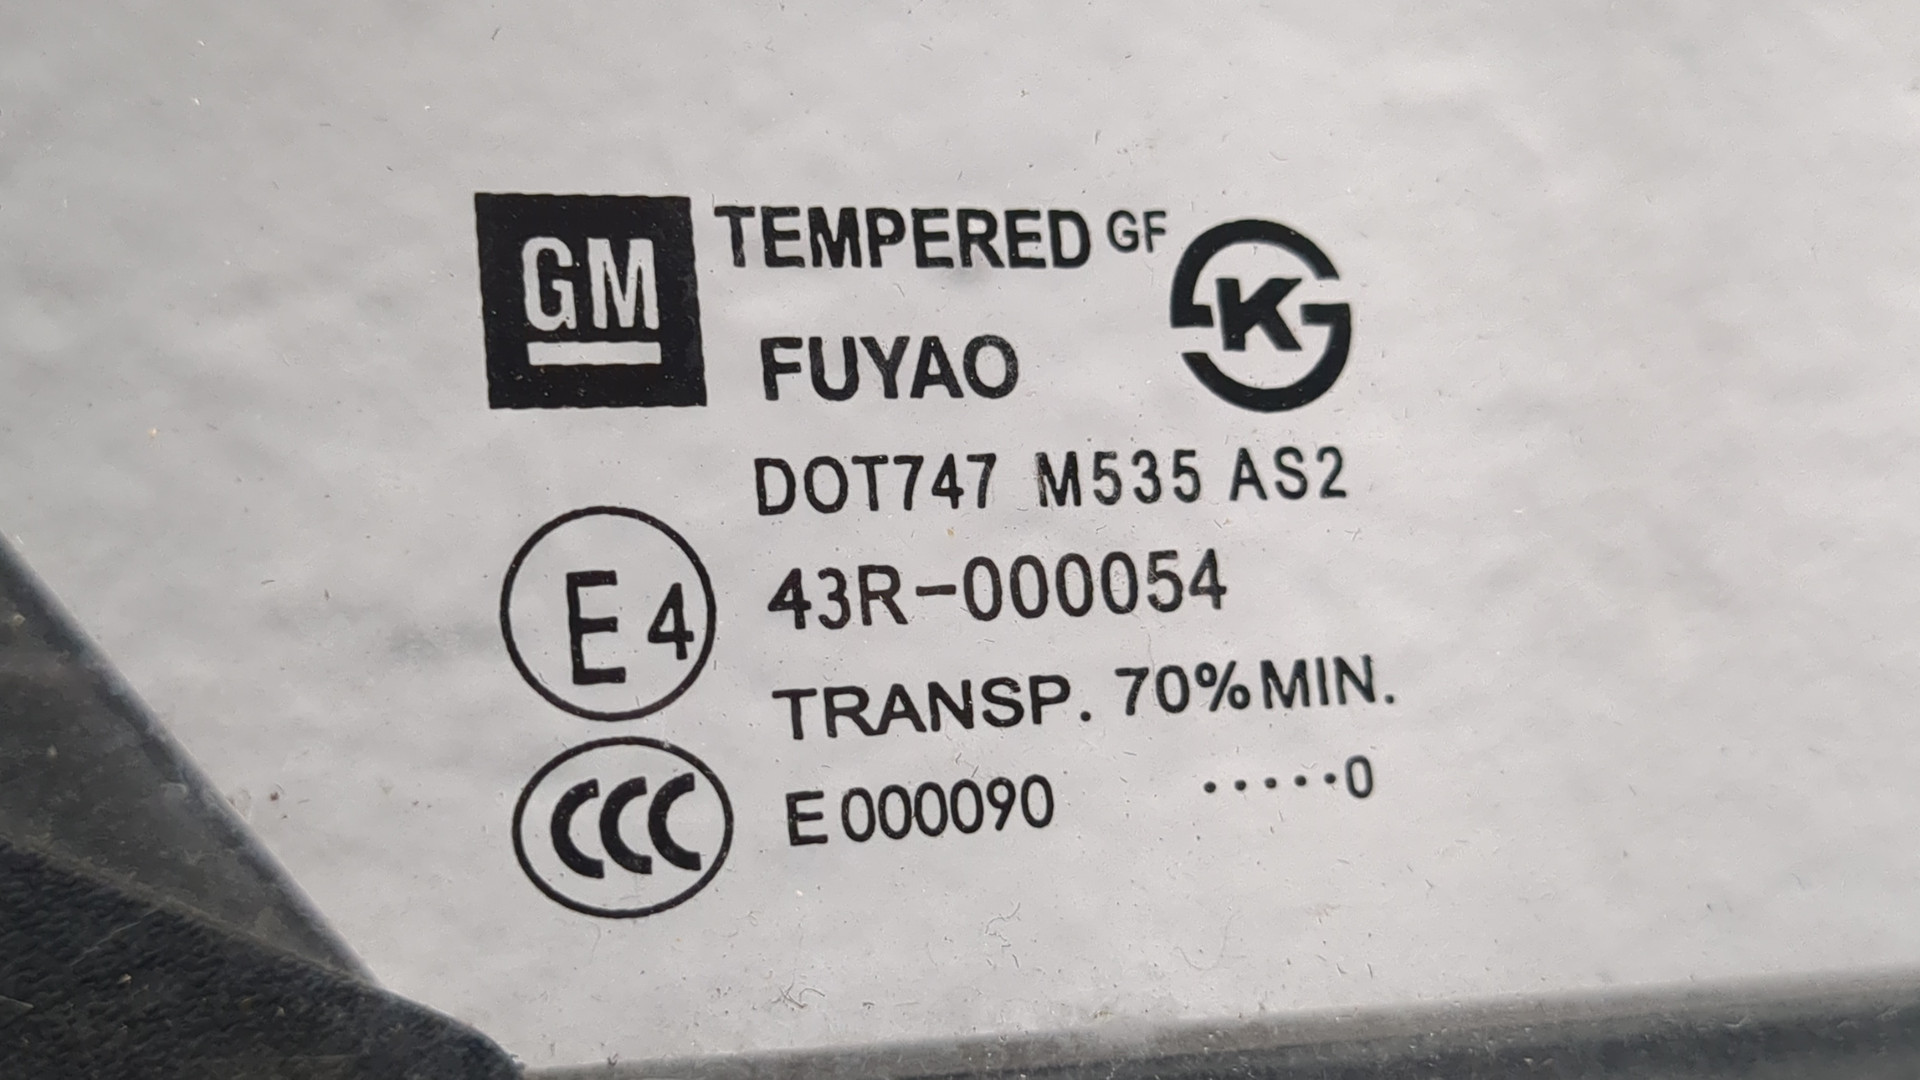 GM TEMPERED GF
FUYAO
K
DOT747 M535 AS2
E4 43R-000054
TRANSP. 70%MIN.
CCC E000090 •••••0